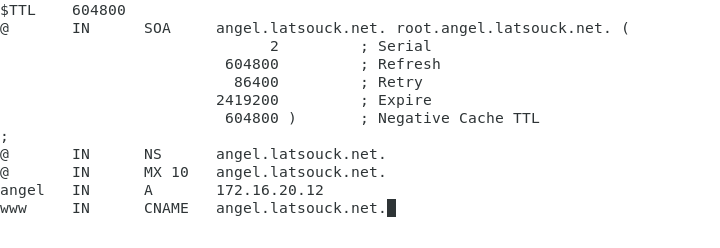 $TTL    604800
@       IN      SOA     angel.latsouck.net. root.angel.latsouck.net. (
                              2         ; Serial
                         604800         ; Refresh
                          86400         ; Retry
                        2419200         ; Expire
                         604800 )       ; Negative Cache TTL
;
@       IN      NS      angel.latsouck.net.
@       IN      MX 10   angel.latsouck.net.
angel   IN      A       172.16.20.12
www     IN      CNAME   angel.latsouck.net.